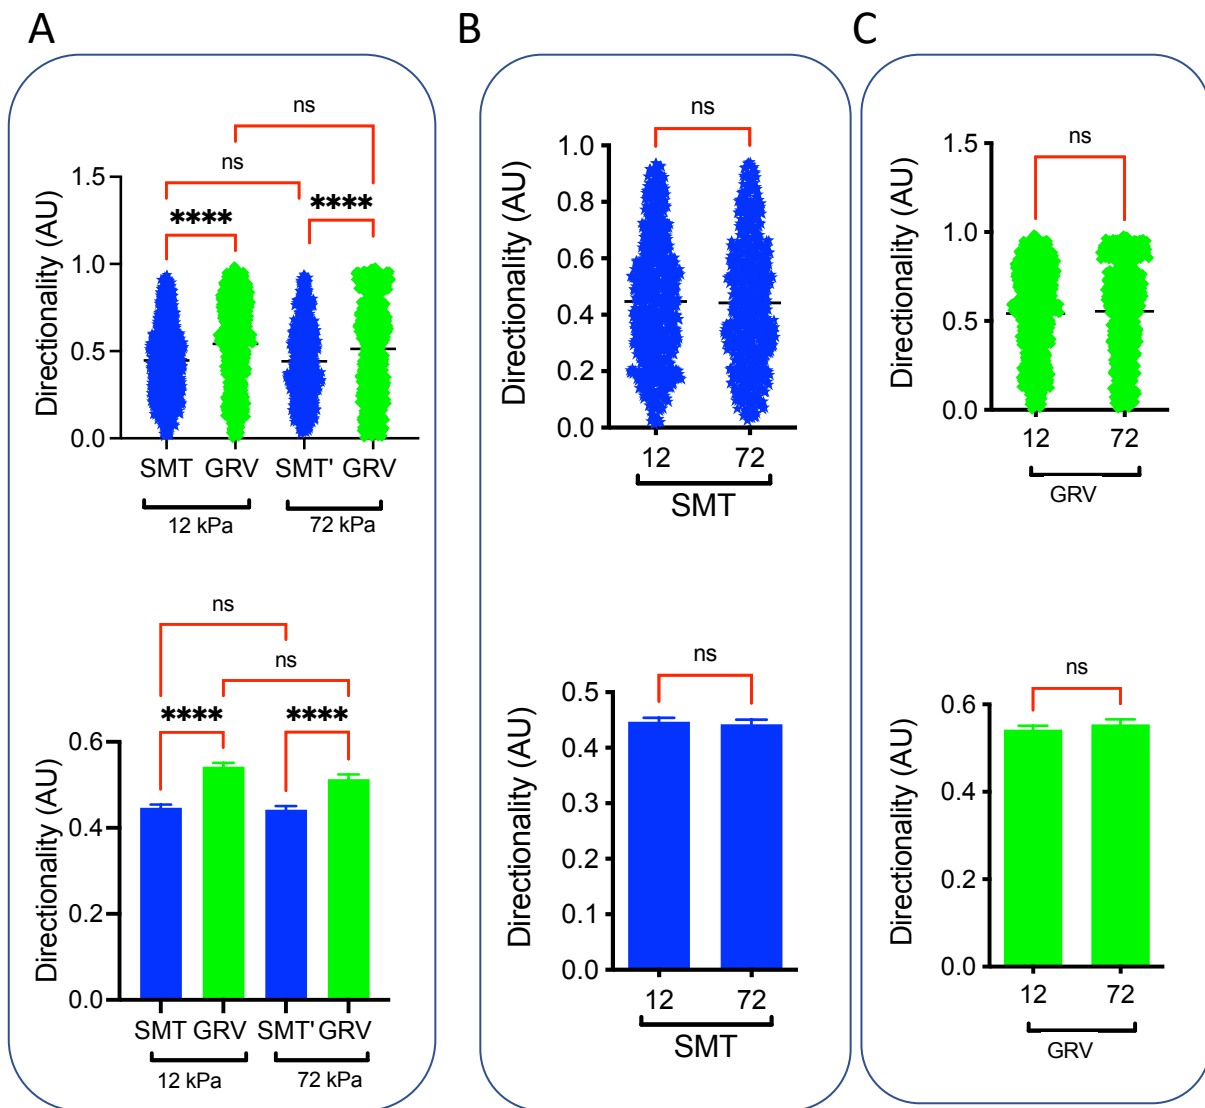 A
ns
ns
****
****
Directionality (AU)
1.5
1.0
0.5
0.0
SMT GRV SMT' GRV
12 kPa 72 kPa
ns
ns
****
****
Directionality (AU)
0.6
0.4
0.2
0.0
SMT GRV SMT' GRV
12 kPa 72 kPa
B
ns
Directionality (AU)
1.0
0.8
0.6
0.4
0.2
0.0
12 72
SMT
ns
Directionality (AU)
0.5
0.4
0.3
0.2
0.1
0.0
12 72
SMT
C
ns
Directionality (AU)
1.5
1.0
0.5
0.0
12 72
GRV
ns
Directionality (AU)
0.6
0.4
0.2
0.0
12 72
GRV